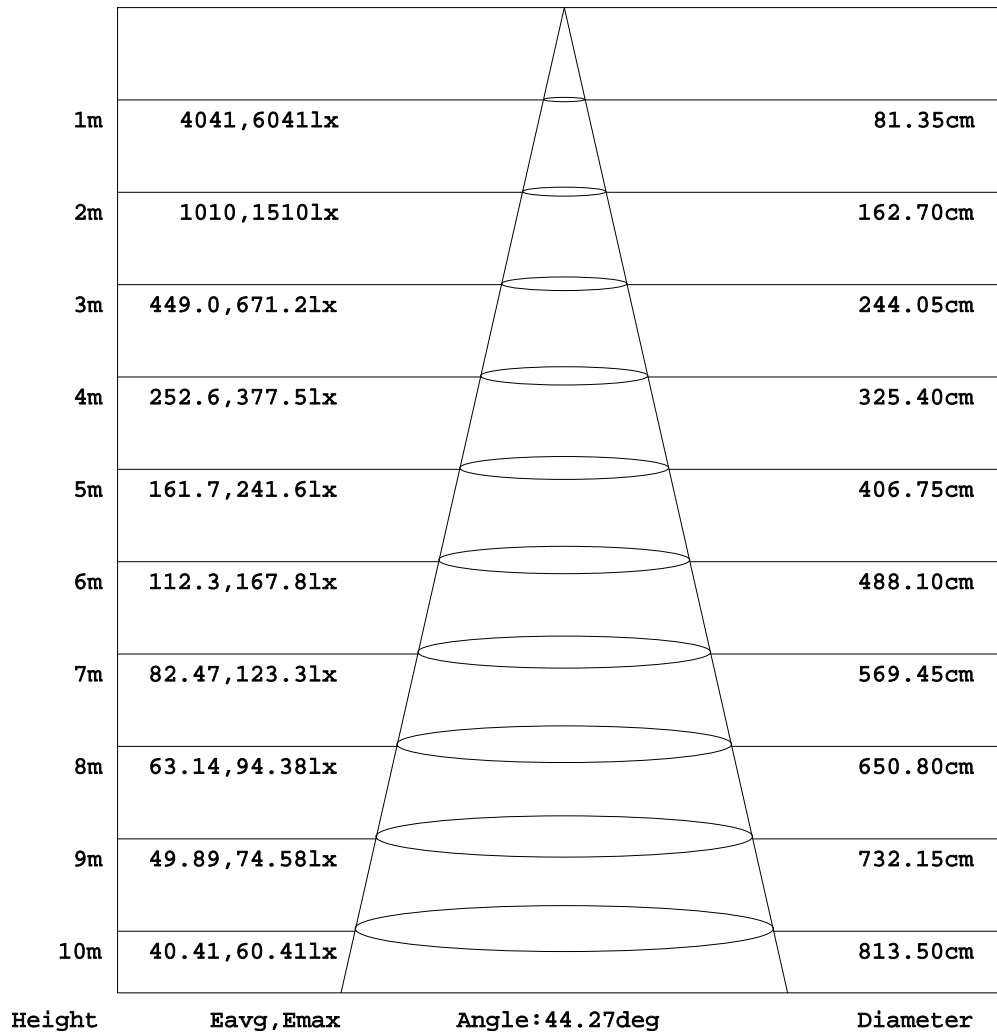 1m 4041,6041lx 81.35cm
2m 1010,1510lx 162.70cm
3m 449.0,671.2lx 244.05cm
4m 252.6,377.5lx 325.40cm
5m 161.7,241.6lx 406.75cm
6m 112.3,167.8lx 488.10cm
7m 82.47,123.3lx 569.45cm
8m 63.14,94.38lx 650.80cm
9m 49.89,74.58lx 732.15cm
10m 40.41,60.41lx 813.50cm
Height Eavg,Emax Angle:44.27deg Diameter